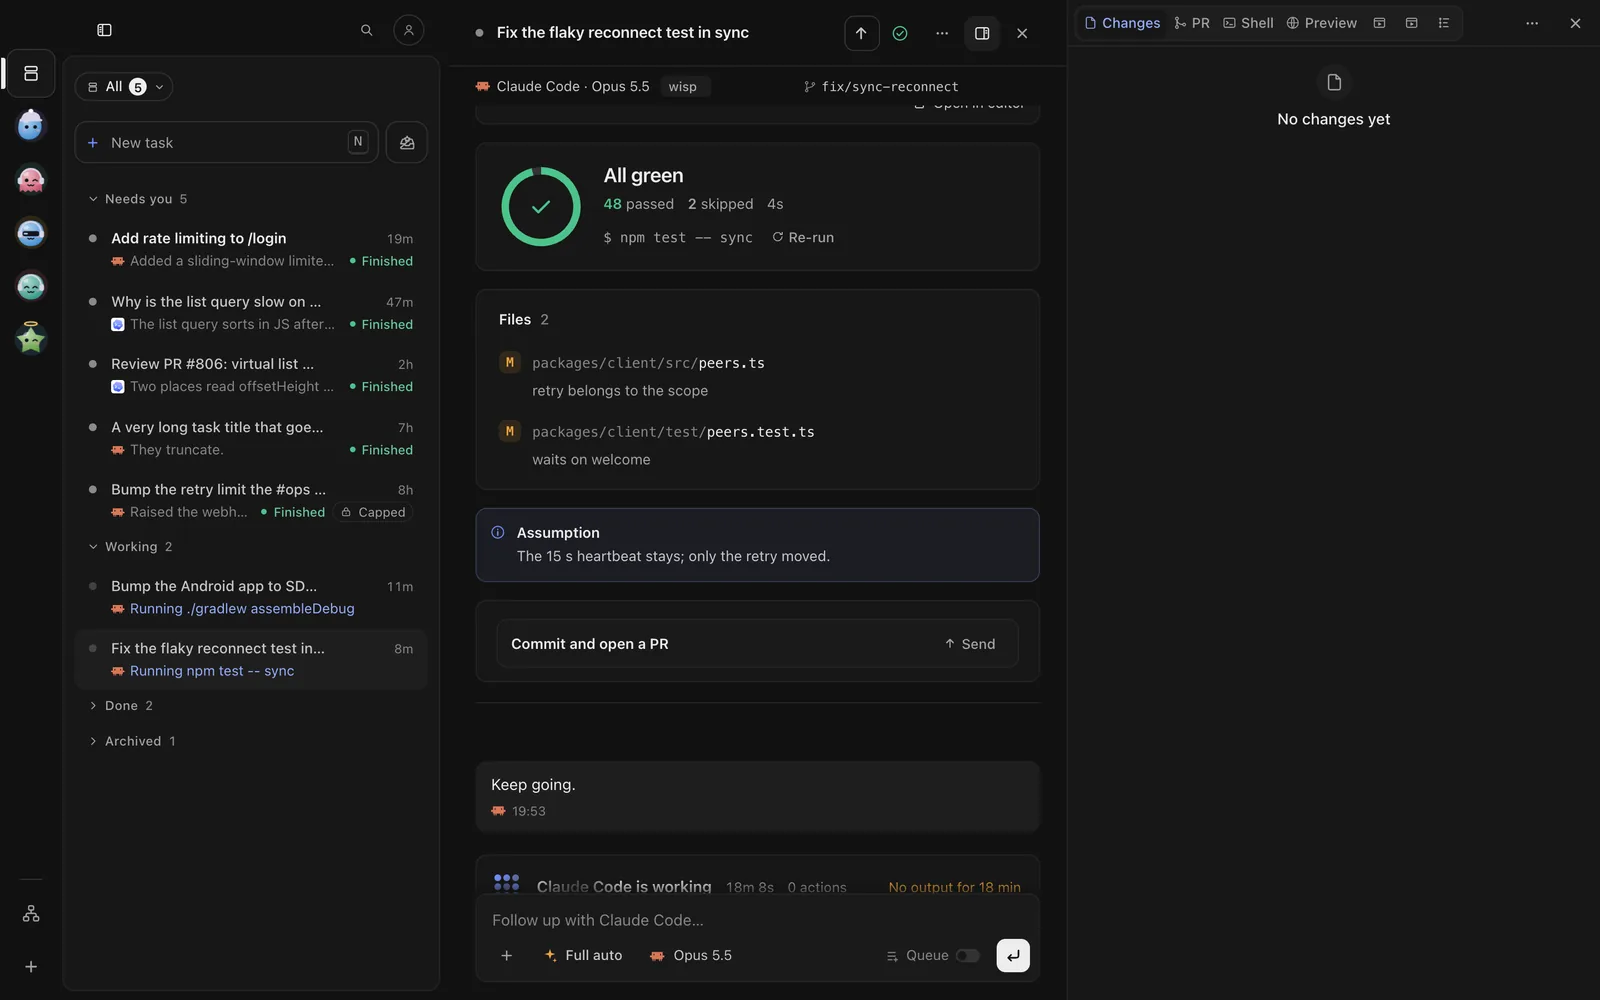 All 5
New task N
Needs you 5
Add rate limiting to /login 19m
Added a sliding-window limite... Finished
Why is the list query slow on ... 47m
The list query sorts in JS after... Finished
Review PR #806: virtual list ... 2h
Two places read offsetHeight ... Finished
A very long task title that goe... 7h
They truncate. Finished
Bump the retry limit the #ops ... 8h
Raised the webh... Finished Capped
Working 2
Bump the Android app to SD... 11m
Running ./gradlew assembleDebug
Fix the flaky reconnect test in... 8m
Running npm test -- sync
Done 2
Archived 1
Fix the flaky reconnect test in sync
Claude Code · Opus 5.5 wisp fix/sync-reconnect
Open in editor
All green
48 passed 2 skipped 4s
$ npm test -- sync Re-run
Files 2
M packages/client/src/peers.ts
retry belongs to the scope
M packages/client/test/peers.test.ts
waits on welcome
Assumption
The 15 s heartbeat stays; only the retry moved.
Commit and open a PR Send
Keep going.
19:53
Claude Code is working 18m 8s 0 actions No output for 18 min
Follow up with Claude Code...
Full auto Opus 5.5 Queue
Changes PR Shell Preview
No changes yet